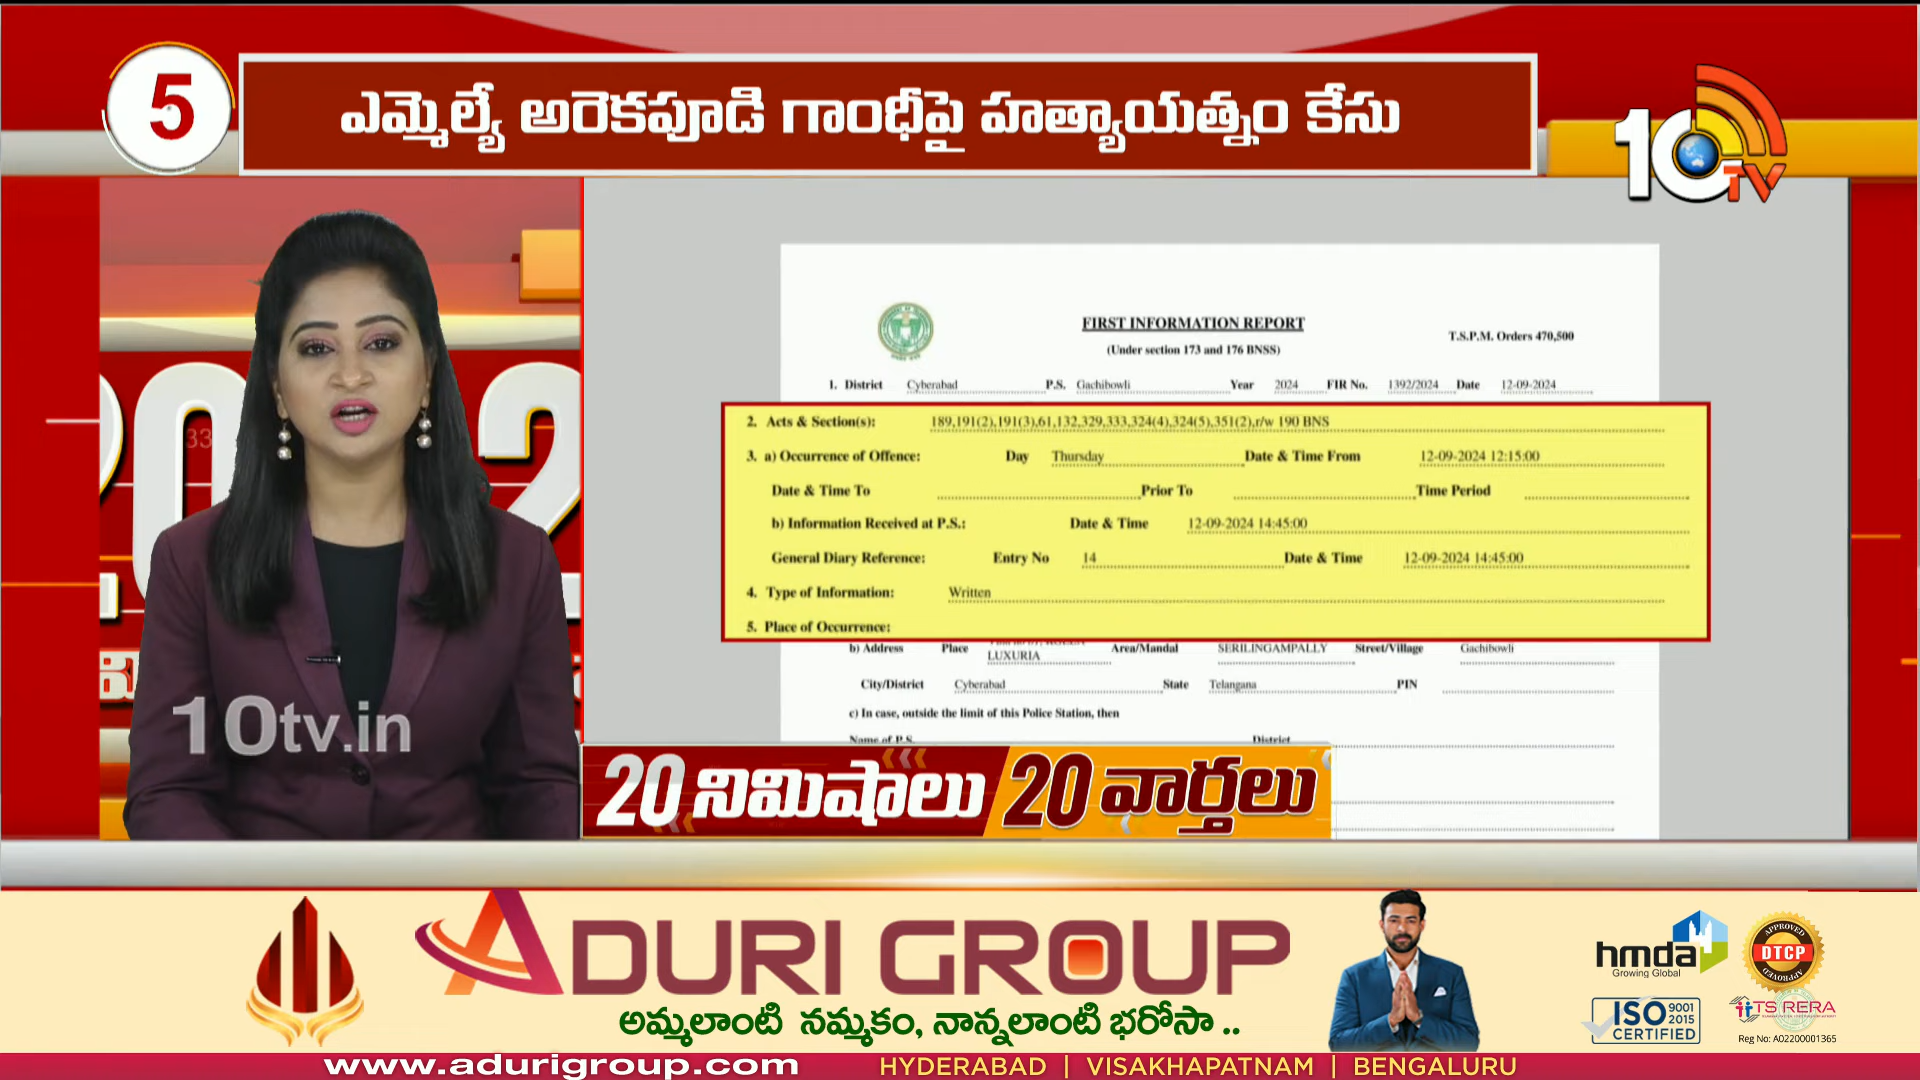 5
ఎమ్మెల్యే అరెకపూడి గాంధీపై హత్యాయత్నం కేసు
10TV
FIRST INFORMATION REPORT
(Under section 173 and 176 BNSS)
T.S.P.M. Orders 470,500
1. District Cyberabad P.S. Gachibowli Year 2024 FIR No. 1392/2024 Date 12-09-2024
2. Acts & Section(s): 189,191(2),191(3),61,132,329,333,324(4),324(5),351(2),r/w 190 BNS
3. a) Occurrence of Offence: Day Thursday Date & Time From 12-09-2024 12:15:00
Date & Time To Prior To Time Period
b) Information Received at P.S.: Date & Time 12-09-2024 14:45:00
General Diary Reference: Entry No 14 Date & Time 12-09-2024 14:45:00
4. Type of Information: Written
5. Place of Occurrence:
b) Address Place LUXURIA Area/Mandal SERILINGAMPALLY Street/Village Gachibowli
City/District Cyberabad State Telangana PIN
c) In case, outside the limit of this Police Station, then
Name of P.S. District
10tv.in
20 నిమిషాలు 20 వార్తలు
ADURI GROUP
అమ్మలాంటి నమ్మకం, నాన్నలాంటి భరోసా ..
hmda
Growing Global
APPROVED
DTCP
APPROVED
ISO 9001 2015
CERTIFIED
TS RERA
Reg No: A02200001365
www.adurigroup.com HYDERABAD | VISAKHAPATNAM | BENGALURU